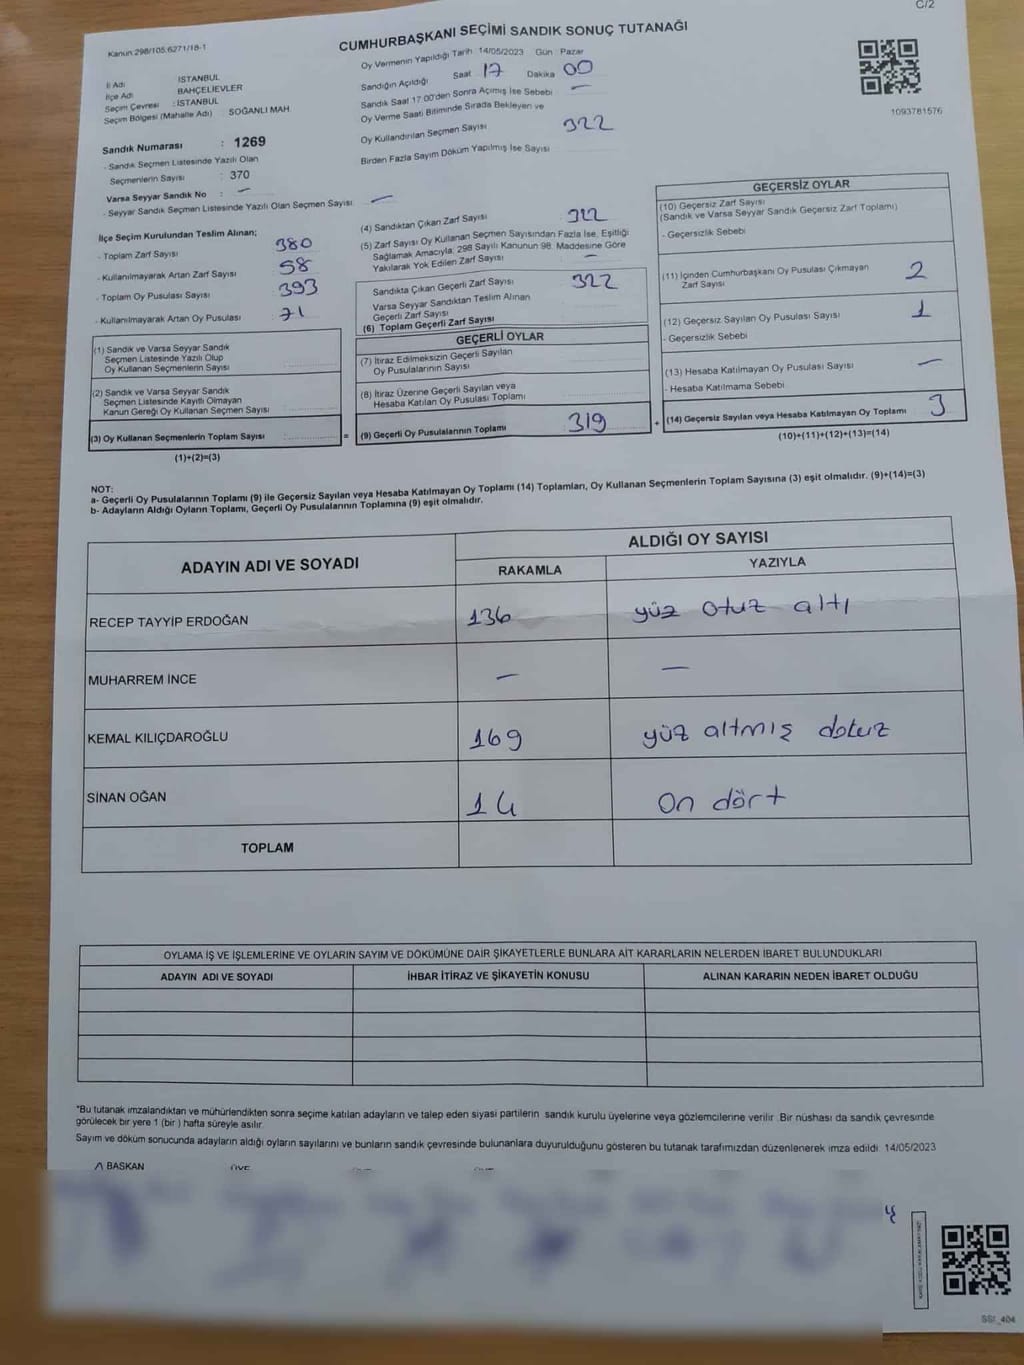 C/2
Kanun:298/105:6271/18-1
CUMHURBAŞKANI SEÇİMİ SANDIK SONUÇ TUTANAĞI
İl Adı : İSTANBUL
İlçe Adı BAHÇELİEVLER
Seçim Çevresi : İSTANBUL
Seçim Bölgesi (Mahalle Adı) : SOĞANLI MAH.
Sandık Numarası : 1269
- Sandık Seçmen Listesinde Yazılı Olan
Seçmenlerin Sayısı : 370
Varsa Seyyar Sandık No : —
- Seyyar Sandık Seçmen Listesinde Yazılı Olan Seçmen Sayısı —
Oy Vermenin Yapıldığı Tarih 14/05/2023 Gün : Pazar
Sandığın Açıldığı Saat 17 Dakika 00
Sandık Saat 17:00'den Sonra Açımış İse Sebebi —
Oy Verme Saati Bitiminde Sırada Bekleyen ve
Oy Kullandırılan Seçmen Sayısı 322
Birden Fazla Sayım Döküm Yapılmış İse Sayısı
1093781576
İlçe Seçim Kurulundan Teslim Alınan;
- Toplam Zarf Sayısı 380
- Kullanılmayarak Artan Zarf Sayısı 58
- Toplam Oy Pusulası Sayısı 393
- Kullanılmayarak Artan Oy Pusulası 71
(1) Sandık ve Varsa Seyyar Sandık
Seçmen Listesinde Yazılı Olup
Oy Kullanan Seçmenlerin Sayısı
(2) Sandık ve Varsa Seyyar Sandık
Seçmen Listesinde Kayıtlı Olmayan
Kanun Gereği Oy Kullanan Seçmen Sayısı
(3) Oy Kullanan Seçmenlerin Toplam Sayısı :
(1)+(2)=(3)
(4) Sandıktan Çıkan Zarf Sayısı 322
(5) Zarf Sayısı Oy Kullanan Seçmen Sayısından Fazla İse, Eşitliği
Sağlamak Amacıyla; 298 Sayılı Kanunun 98. Maddesine Göre
Yakılarak Yok Edilen Zarf Sayısı —
Sandıkta Çıkan Geçerli Zarf Sayısı 322
Varsa Seyyar Sandıktan Teslim Alınan
Geçerli Zarf Sayısı
(6) Toplam Geçerli Zarf Sayısı
GEÇERLİ OYLAR
(7) İtiraz Edilmeksizin Geçerli Sayılan
Oy Pusulalarının Sayısı
(8) İtiraz Üzerine Geçerli Sayılan veya
Hesaba Katılan Oy Pusulası Toplamı
= (9) Geçerli Oy Pusulalarının Toplamı 319 +
GEÇERSİZ OYLAR
(10) Geçersiz Zarf Sayısı
(Sandık ve Varsa Seyyar Sandık Geçersiz Zarf Toplamı)
- Geçersizlik Sebebi
(11) İçinden Cumhurbaşkanı Oy Pusulası Çıkmayan
Zarf Sayısı 2
(12) Geçersiz Sayılan Oy Pusulası Sayısı 1
- Geçersizlik Sebebi
(13) Hesaba Katılmayan Oy Pusulası Sayısı —
- Hesaba Katılmama Sebebi
(14) Geçersiz Sayılan veya Hesaba Katılmayan Oy Toplamı 3
(10)+(11)+(12)+(13)=(14)
NOT:
a- Geçerli Oy Pusulalarının Toplamı (9) ile Geçersiz Sayılan veya Hesaba Katılmayan Oy Toplamı (14) Toplamları, Oy Kullanan Seçmenlerin Toplam Sayısına (3) eşit olmalıdır. (9)+(14)=(3)
b- Adayların Aldığı Oyların Toplamı, Geçerli Oy Pusulalarının Toplamına (9) eşit olmalıdır.
ADAYIN ADI VE SOYADI
ALDIĞI OY SAYISI
RAKAMLA YAZIYLA
RECEP TAYYİP ERDOĞAN 136 yüz otuz altı
MUHARREM İNCE — —
KEMAL KILIÇDAROĞLU 169 yüz altmış dokuz
SİNAN OĞAN 14 On dört
TOPLAM
OYLAMA İŞ VE İŞLEMLERİNE VE OYLARIN SAYIM VE DÖKÜMÜNE DAİR ŞİKAYETLERLE BUNLARA AİT KARARLARIN NELERDEN İBARET BULUNDUKLARI
ADAYIN ADI VE SOYADI İHBAR İTİRAZ VE ŞİKAYETİN KONUSU ALINAN KARARIN NEDEN İBARET OLDUĞU
*Bu tutanak imzalandıktan ve mühürlendikten sonra seçime katılan adayların ve talep eden siyasi partilerin sandık kurulu üyelerine veya gözlemcilerine verilir. Bir nüshası da sandık çevresinde
görülecek bir yere 1 (bir ) hafta süreyle asılır.
Sayım ve döküm sonucunda adayların aldığı oyların sayılarını ve bunların sandık çevresinde bulunanlara duyurulduğunu gösteren bu tutanak tarafımızdan düzenlenerek imza edildi. 14/05/2023
BAŞKAN ÜYE
SSI_404